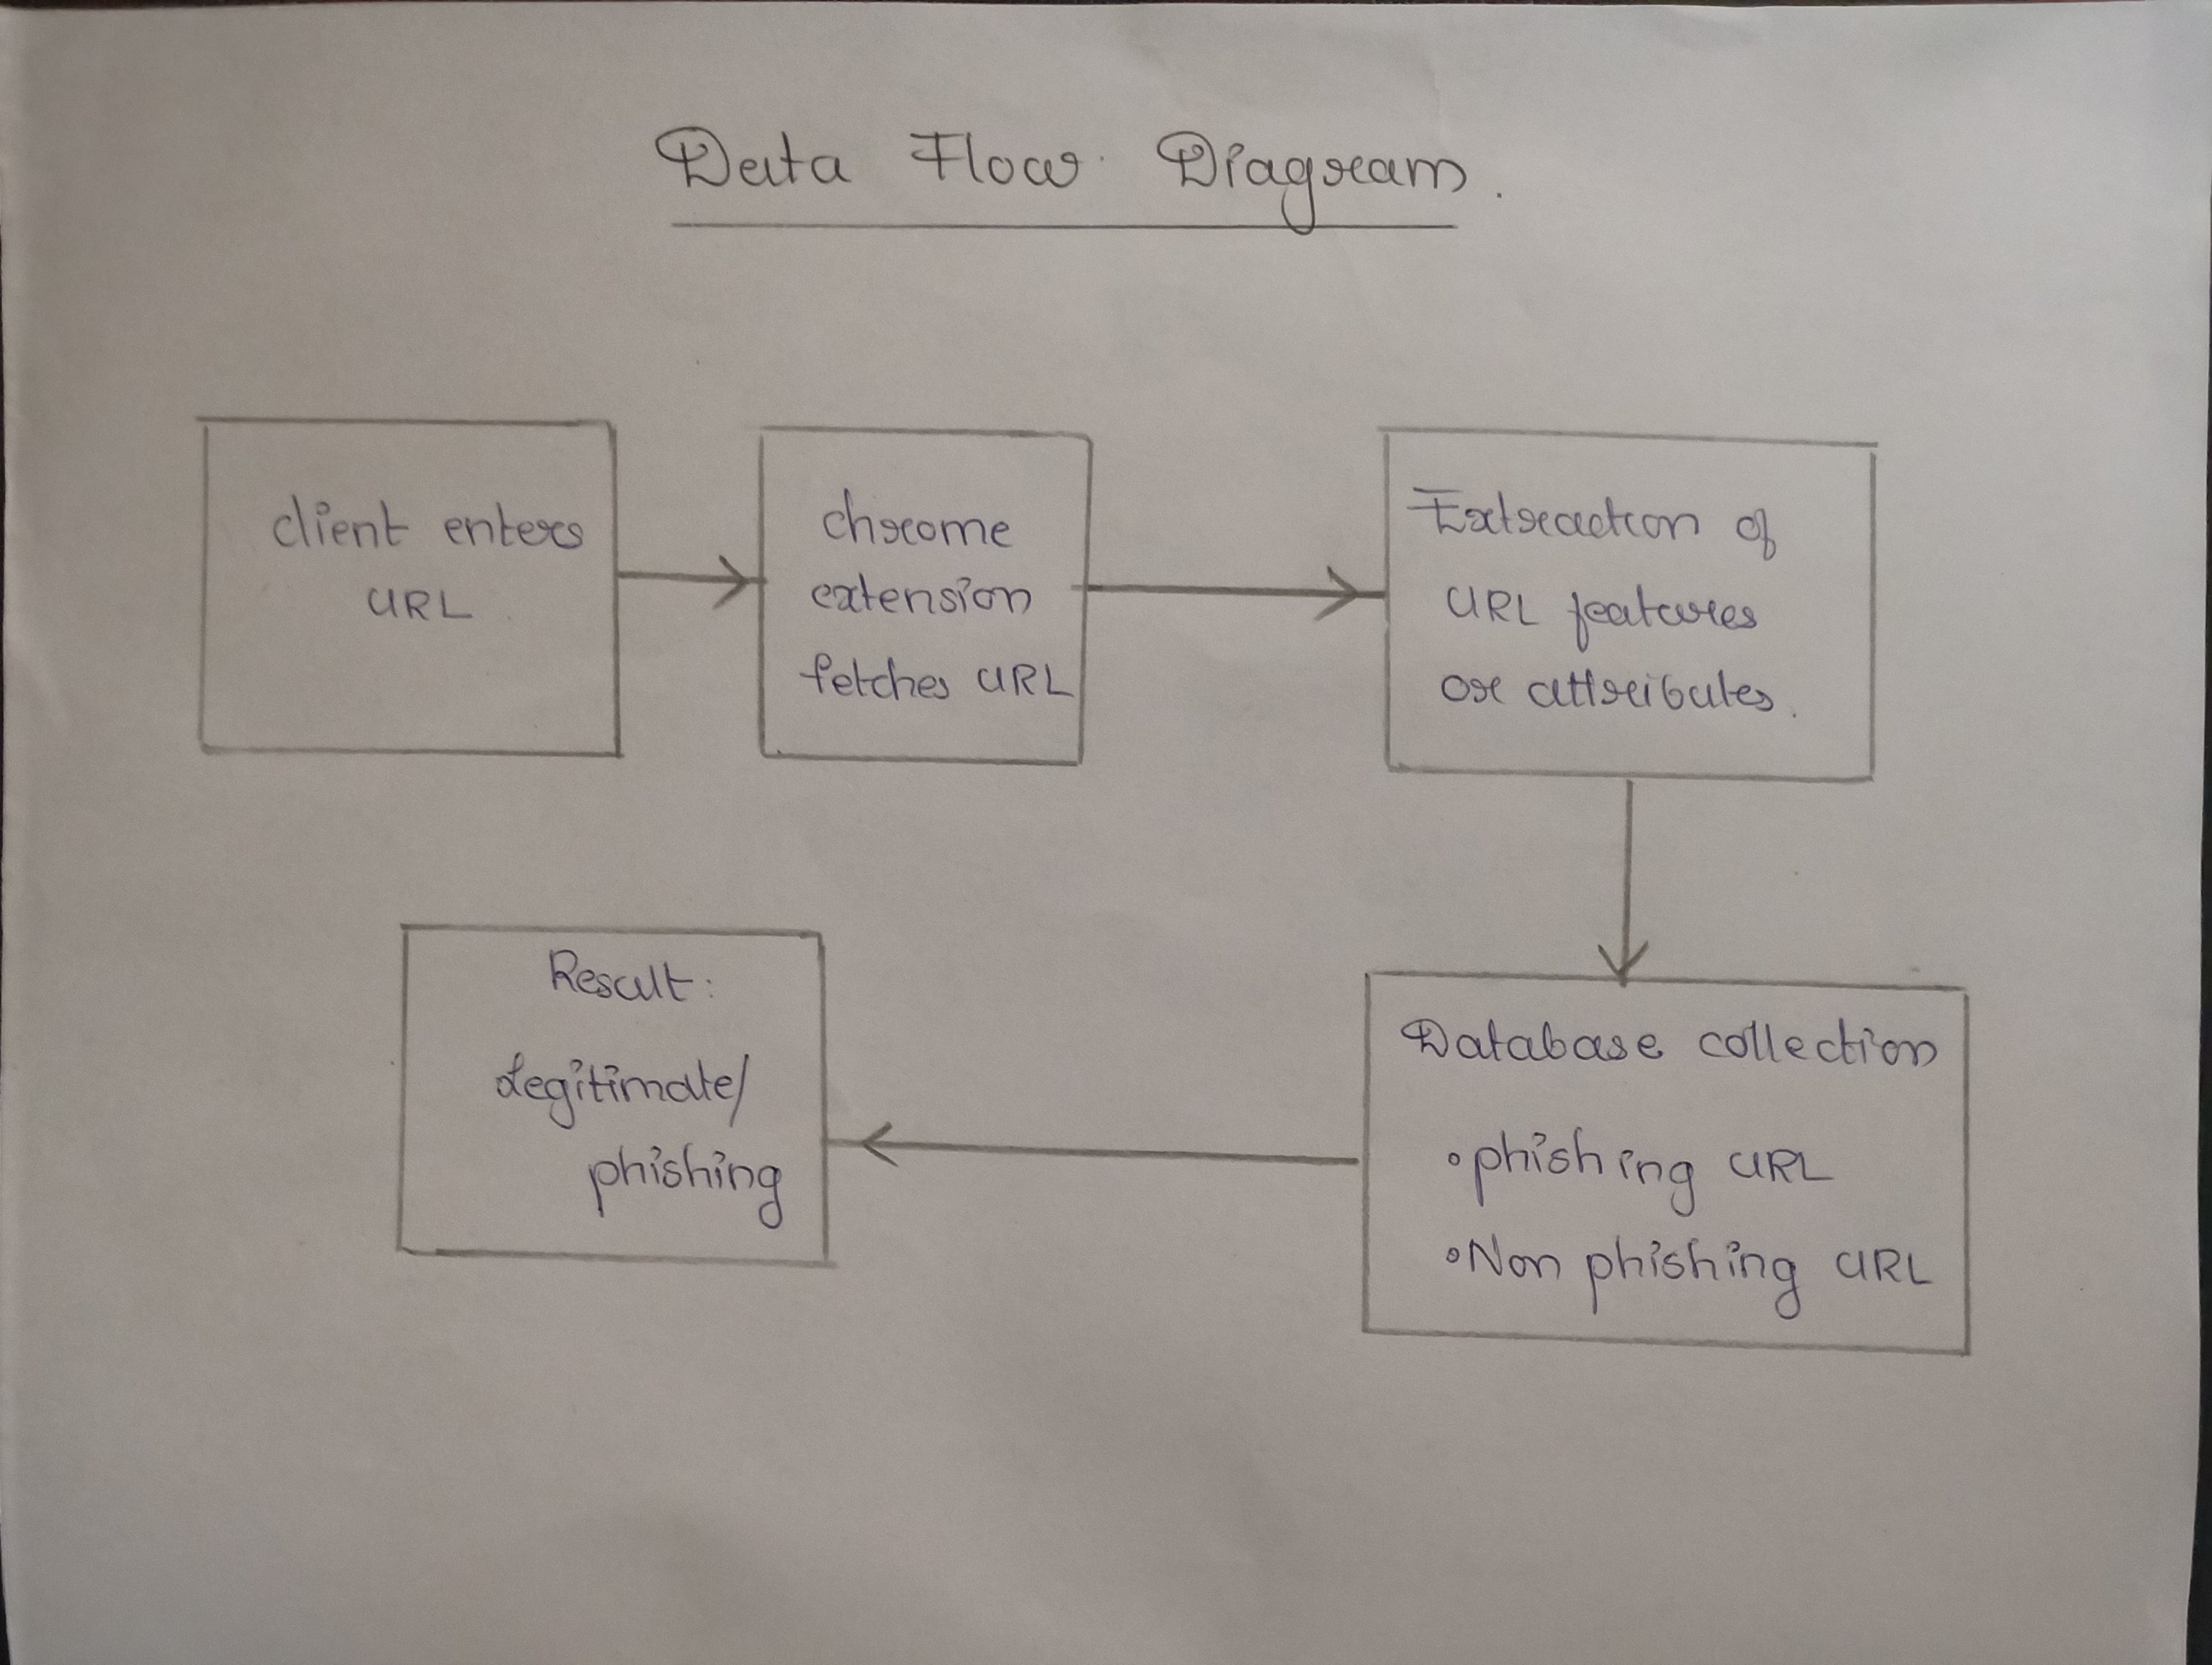 Data Flow Diagram.
client enters
URL
chrome
extension
fetches URL
Extraction of
URL features
or attributes.
Result:
Legitimate/
phishing
Database collection
• phishing URL
• Non phishing URL